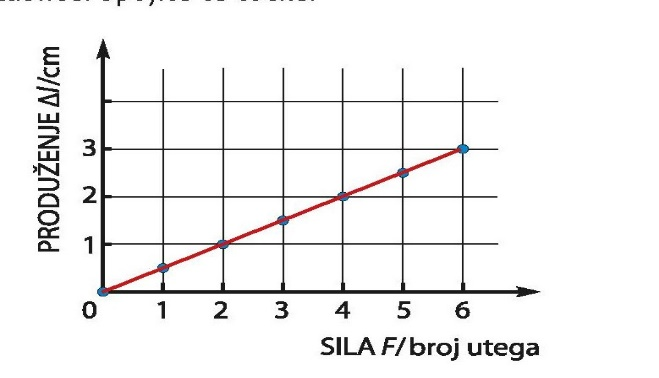 PRODUŽENJE Δl/cm
3
2
1
0 1 2 3 4 5 6
SILA F/broj utega